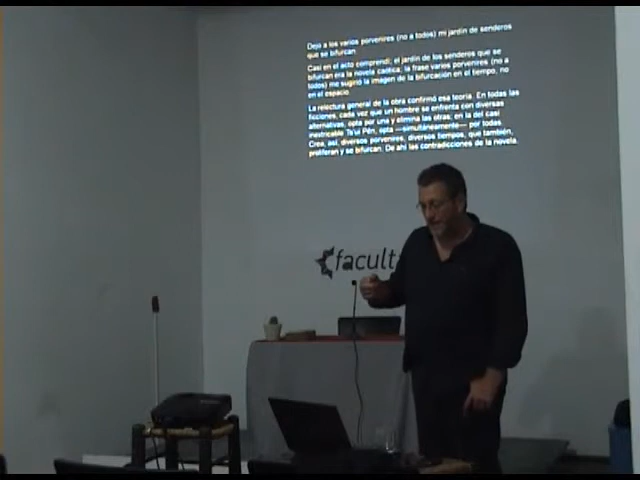 Dejo a los varios porvenires (no a todos) mi jardín de senderos
que se bifurcan.
Casi en el acto comprendí; el jardín de los senderos que se
bifurcan era la novela caótica; la frase varios porvenires (no a
todos) me sugirió la imagen de la bifurcación en el tiempo, no
en el espacio.
La relectura general de la obra confirmó esa teoría. En todas las
ficciones, cada vez que un hombre se enfrenta con diversas
alternativas, opta por una y elimina las otras; en la del casi
inextricable Ts'ui Pên, opta —simultáneamente— por todas.
Crea, así, diversos porvenires, diversos tiempos, que también,
proliferan y se bifurcan. De ahí las contradicciones de la novela.
facult